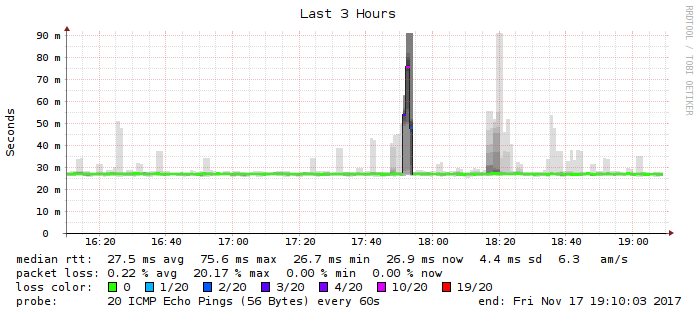 Last 3 Hours
RRDTOOL / TOBI OETIKER
Seconds
90 m
80 m
70 m
60 m
50 m
40 m
30 m
20 m
10 m
0
16:20 16:40 17:00 17:20 17:40 18:00 18:20 18:40 19:00
median rtt: 27.5 ms avg 75.6 ms max 26.7 ms min 26.9 ms now 4.4 ms sd 6.3 am/s
packet loss: 0.22 % avg 20.17 % max 0.00 % min 0.00 % now
loss color: 0 1/20 2/20 3/20 4/20 10/20 19/20
probe: 20 ICMP Echo Pings (56 Bytes) every 60s end: Fri Nov 17 19:10:03 2017